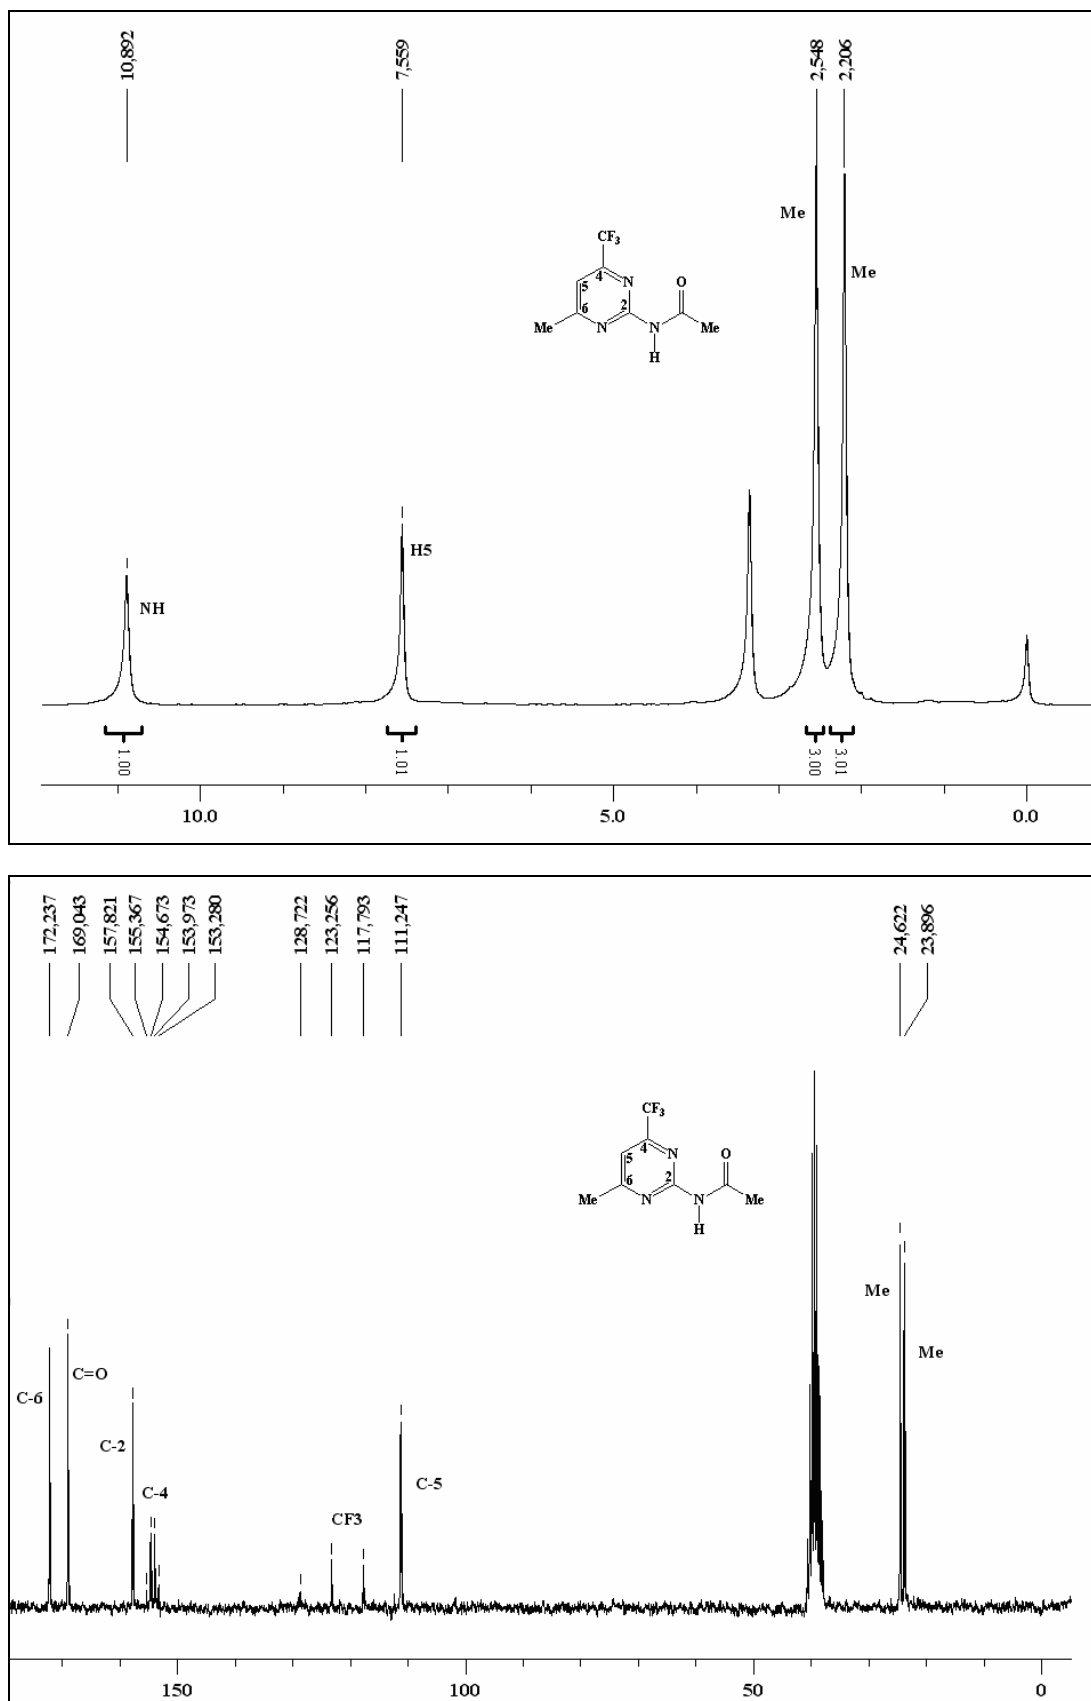 10,892
7,559
2,548
2,206
Me
CF3
4
N
O
5
Me
6
2
Me
N
N
H
H5
NH
1.00
1.01
3.00
3.01
10.0
5.0
0.0
172,237
169,043
157,821
155,367
154,673
153,973
153,280
128,722
123,256
117,793
111,247
24,622
23,896
CF3
4
N
O
5
Me
6
2
N
N
Me
H
Me
C=O
Me
C-6
C-2
C-5
C-4
CF3
150
100
50
0